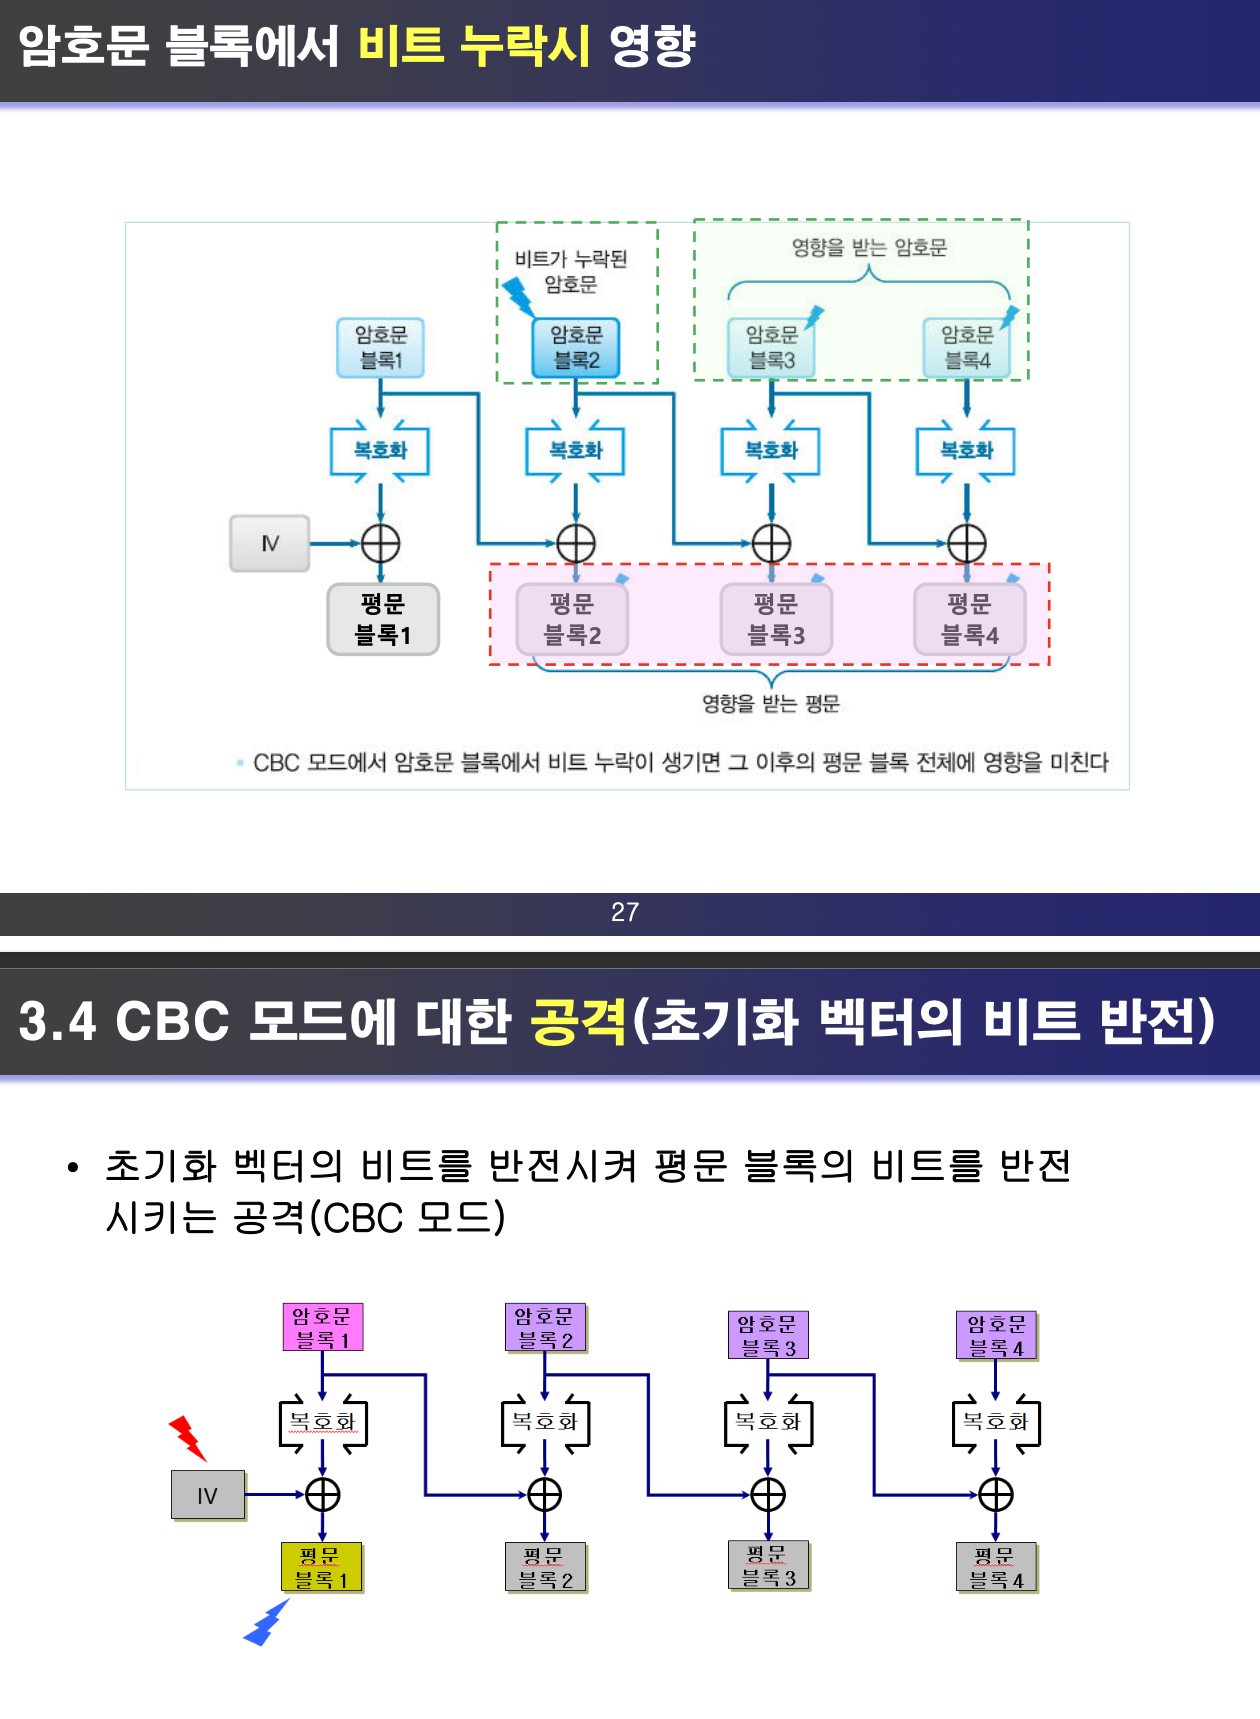 암호문 블록에서 비트 누락시 영향
비트가 누락된
암호문
영향을 받는 암호문
암호문
블록1
암호문
블록2
암호문
블록3
암호문
블록4
복호화
복호화
복호화
복호화
IV
평문
블록1
평문
블록2
평문
블록3
평문
블록4
영향을 받는 평문
• CBC 모드에서 암호문 블록에서 비트 누락이 생기면 그 이후의 평문 블록 전체에 영향을 미친다
27
3.4 CBC 모드에 대한 공격(초기화 벡터의 비트 반전)
• 초기화 벡터의 비트를 반전시켜 평문 블록의 비트를 반전
시키는 공격(CBC 모드)
암호문
블록1
암호문
블록2
암호문
블록3
암호문
블록4
복호화
복호화
복호화
복호화
IV
평문
블록1
평문
블록2
평문
블록3
평문
블록4